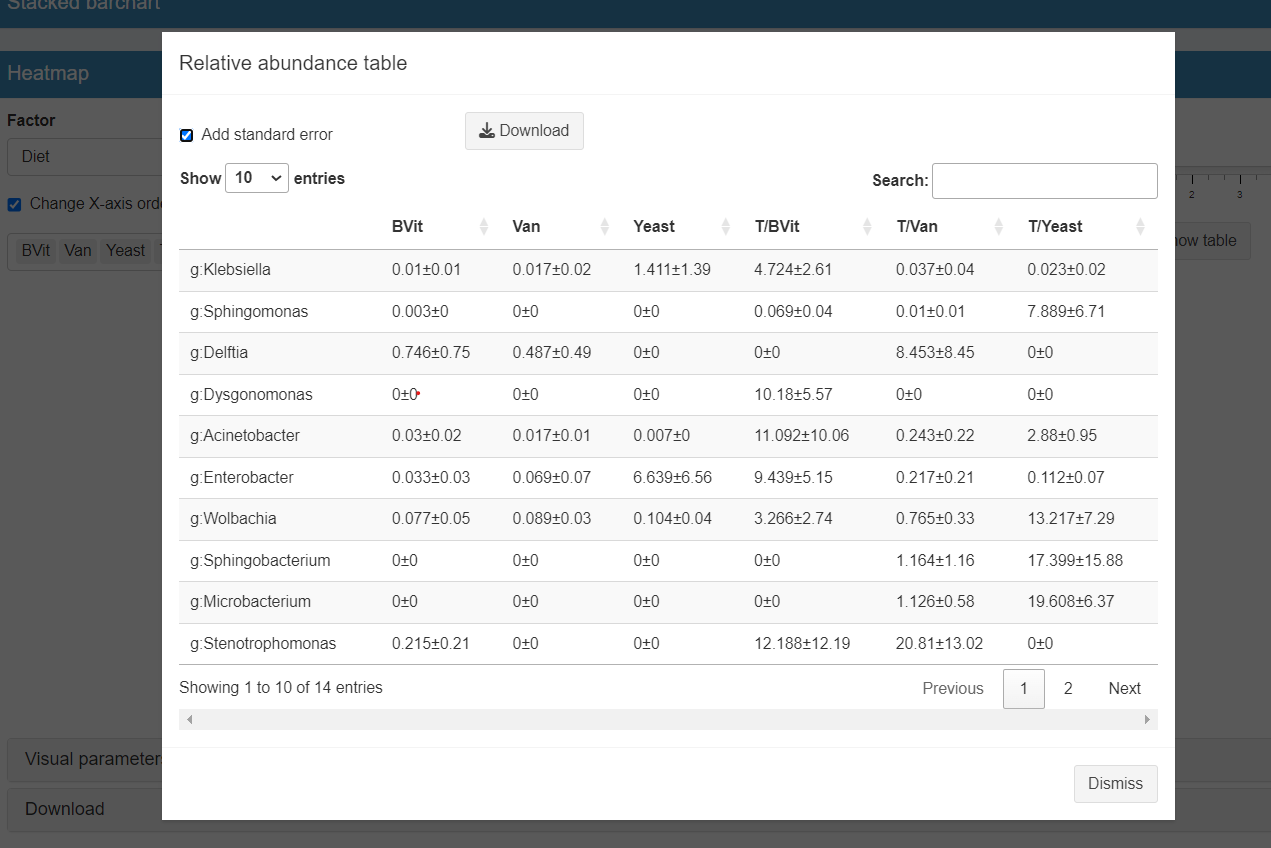 Stacked barchart
Relative abundance table
Heatmap
Factor
Add standard error
Download
Diet
Show 10 entries
Search:
2 3
Change X-axis
BVit Van Yeast
table
BVit Van Yeast T/BVit T/Van T/Yeast
g:Klebsiella 0.01±0.01 0.017±0.02 1.411±1.39 4.724±2.61 0.037±0.04 0.023±0.02
g:Sphingomonas 0.003±0 0±0 0±0 0.069±0.04 0.01±0.01 7.889±6.71
g:Delftia 0.746±0.75 0.487±0.49 0±0 0±0 8.453±8.45 0±0
g:Dysgonomonas 0±0 0±0 0±0 10.18±5.57 0±0 0±0
g:Acinetobacter 0.03±0.02 0.017±0.01 0.007±0 11.092±10.06 0.243±0.22 2.88±0.95
g:Enterobacter 0.033±0.03 0.069±0.07 6.639±6.56 9.439±5.15 0.217±0.21 0.112±0.07
g:Wolbachia 0.077±0.05 0.089±0.03 0.104±0.04 3.266±2.74 0.765±0.33 13.217±7.29
g:Sphingobacterium 0±0 0±0 0±0 0±0 1.164±1.16 17.399±15.88
g:Microbacterium 0±0 0±0 0±0 0±0 1.126±0.58 19.608±6.37
g:Stenotrophomonas 0.215±0.21 0±0 0±0 12.188±12.19 20.81±13.02 0±0
Showing 1 to 10 of 14 entries
Previous 1 2 Next
Visual
Dismiss
Download